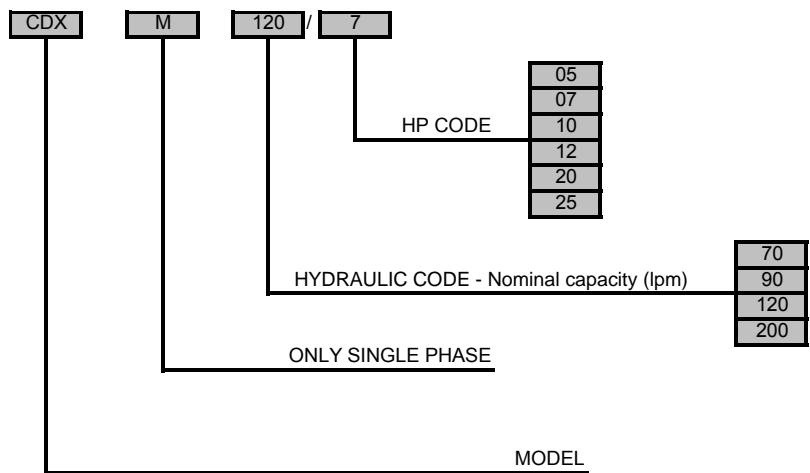 CDX M 120 / 7
05
07
HP CODE 10
12
20
25
70
HYDRAULIC CODE - Nominal capacity (lpm) 90
120
200
ONLY SINGLE PHASE
MODEL